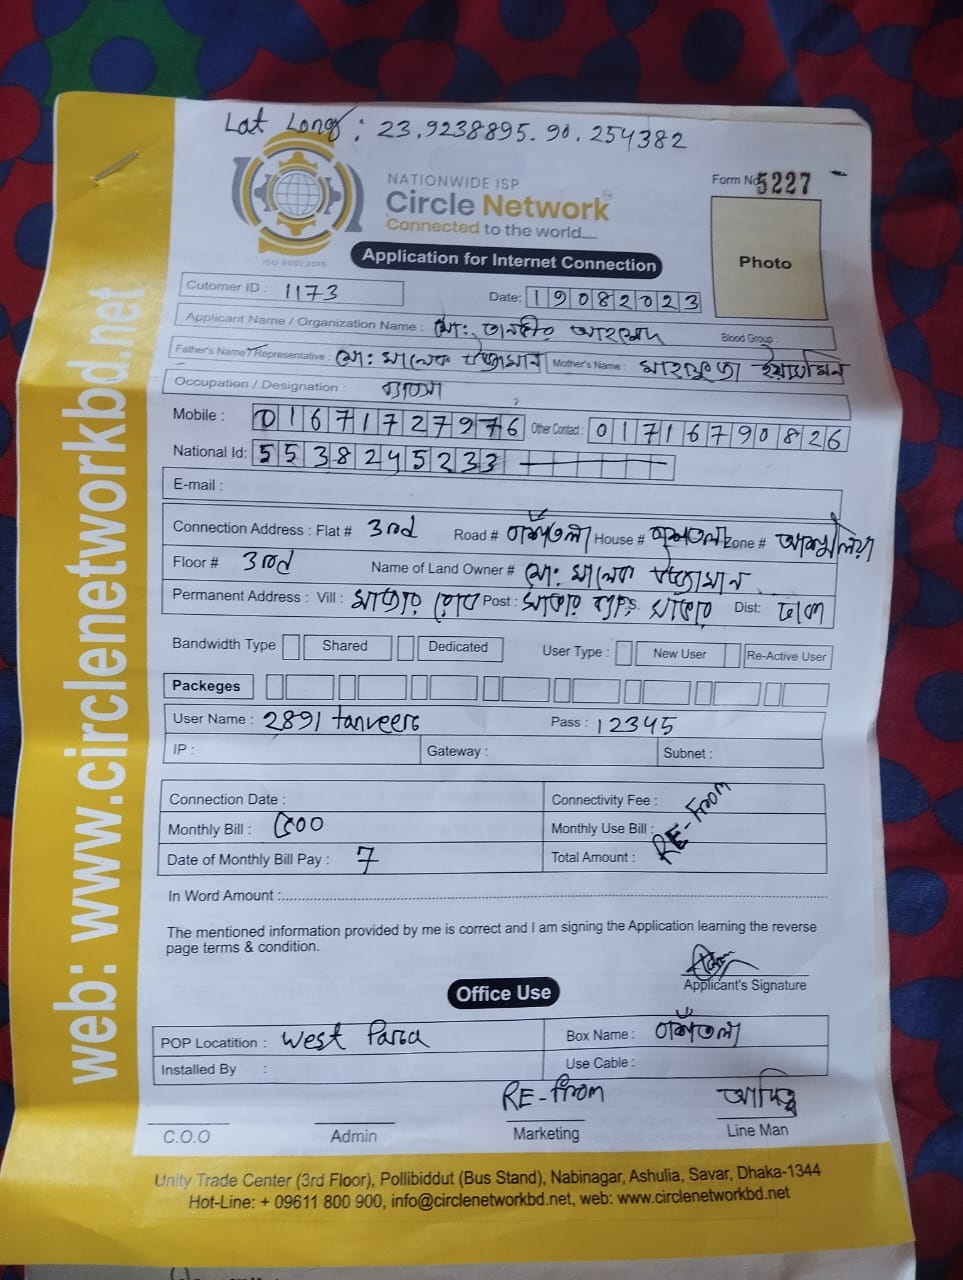 Lat Long: 23.9238895. 90.254382
NATIONWIDE ISP
Circle Network
Connected to the world....
ISO 9001:2015
Form No 5227
Application for Internet Connection
Photo
Cutomer ID : 1173
Date: 19082023
Applicant Name / Organization Name : মো: তানভীর আহমেদ Blood Group :
Father's Name / Representative : মো: মালেক Mother's Name : ইয়াসমিন
Occupation / Designation : ব্যবসা
Mobile : 01671727976 Other Contact : 01716790826
National Id: 5538245233
E-mail :
Connection Address : Flat # 3rd Road # House # Zone # আশুলিয়া
Floor # 3rd Name of Land Owner # মো: মালেক
Permanent Address : Vill : Post : P.S. সাভার Dist: ঢাকা
Bandwidth Type Shared Dedicated User Type : New User Re-Active User
Packeges
User Name : 2891 tanveerc Pass : 12345
IP : Gateway : Subnet :
Connection Date : Connectivity Fee :
Monthly Bill : ৫00 Monthly Use Bill :
RE-From
Date of Monthly Bill Pay : 7 Total Amount :
In Word Amount :
The mentioned information provided by me is correct and I am signing the Application learning the reverse
page terms & condition.
Applicant's Signature
Office Use
POP Locatition : West Para Box Name :
Installed By : Use Cable :
RE-From
C.O.O Admin Marketing Line Man
Unity Trade Center (3rd Floor), Pollibiddut (Bus Stand), Nabinagar, Ashulia, Savar, Dhaka-1344
Hot-Line: + 09611 800 900, info@circlenetworkbd.net, web: www.circlenetworkbd.net
web: www.circlenetworkbd.net